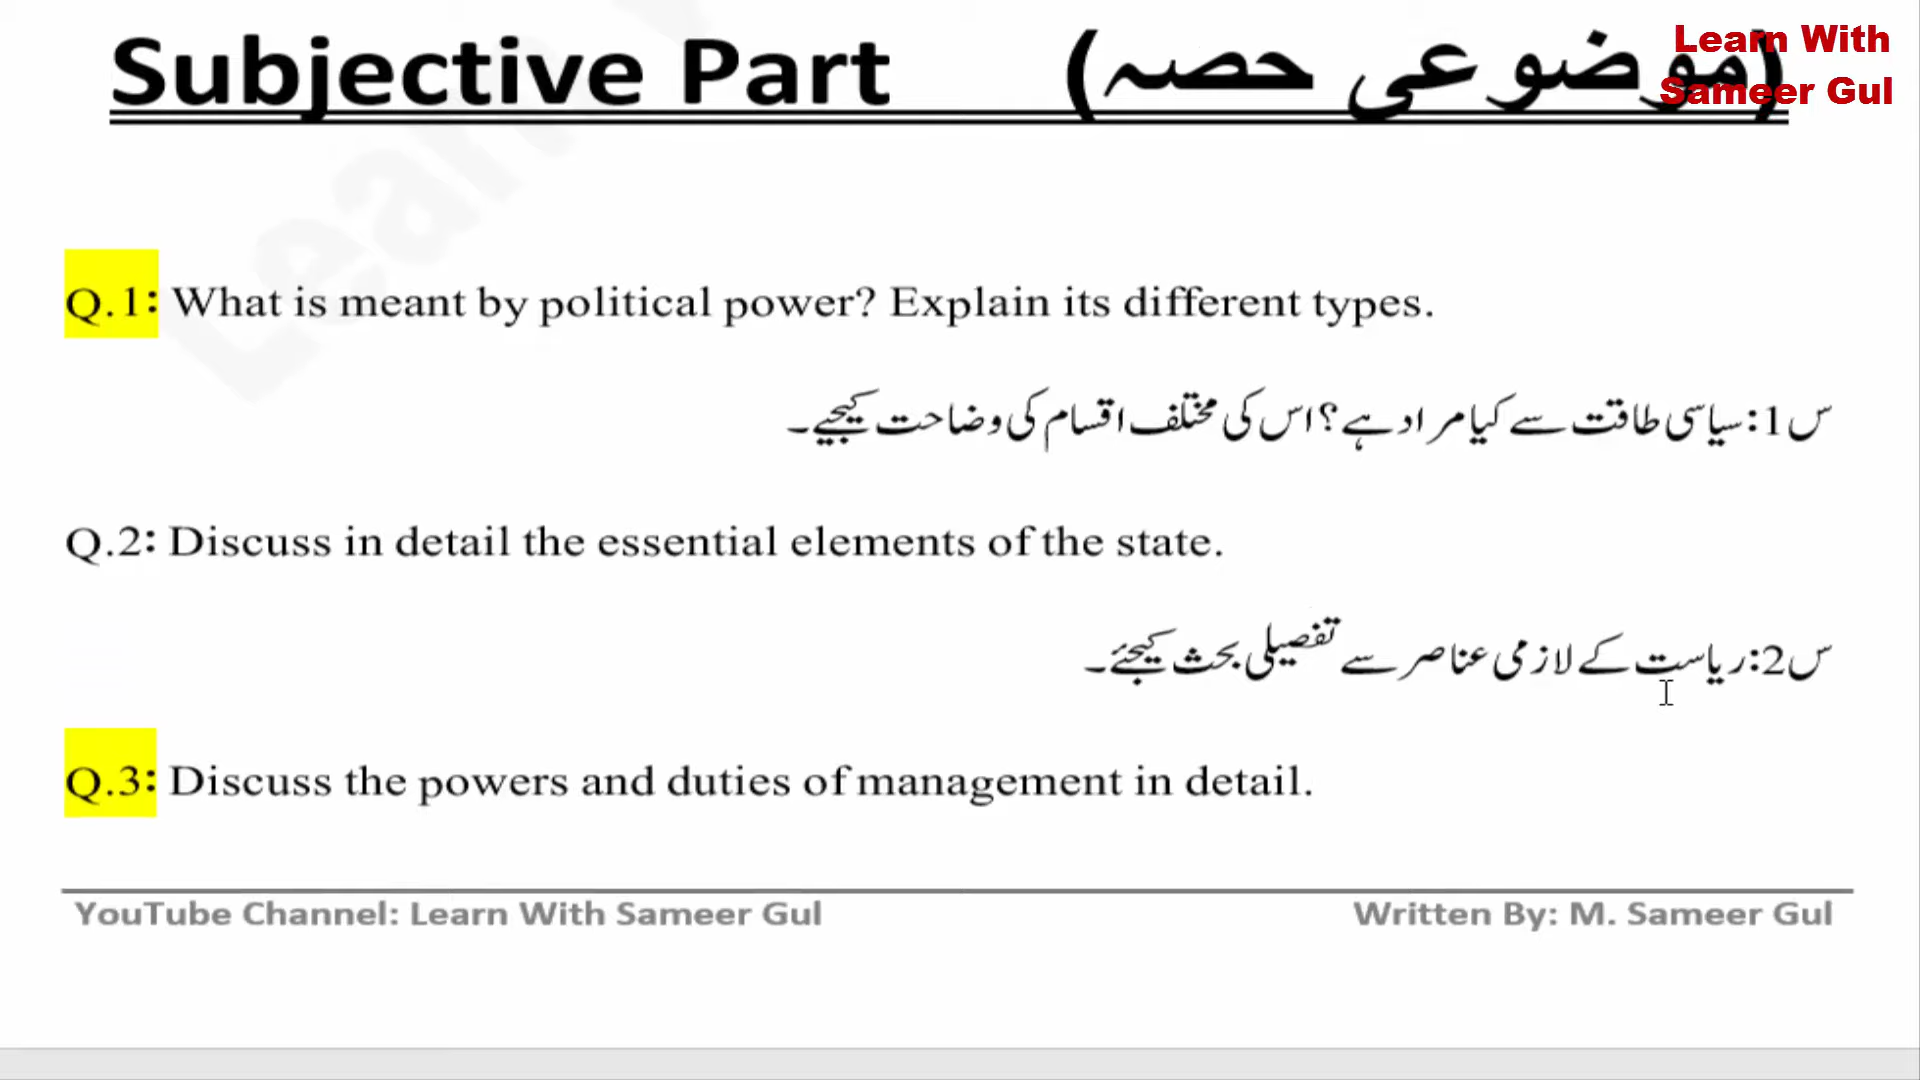 Subjective Part (موضوعی حصہ)
Learn With
Sameer Gul
Learn
Q.1: What is meant by political power? Explain its different types.
س1: سیاسی طاقت سے کیا مراد ہے؟ اس کی مختلف اقسام کی وضاحت کیجیے۔
Q.2: Discuss in detail the essential elements of the state.
س2: ریاست کے لازمی عناصر سے تفصیلی بحث کیجئے۔
Q.3: Discuss the powers and duties of management in detail.
YouTube Channel: Learn With Sameer Gul Written By: M. Sameer Gul